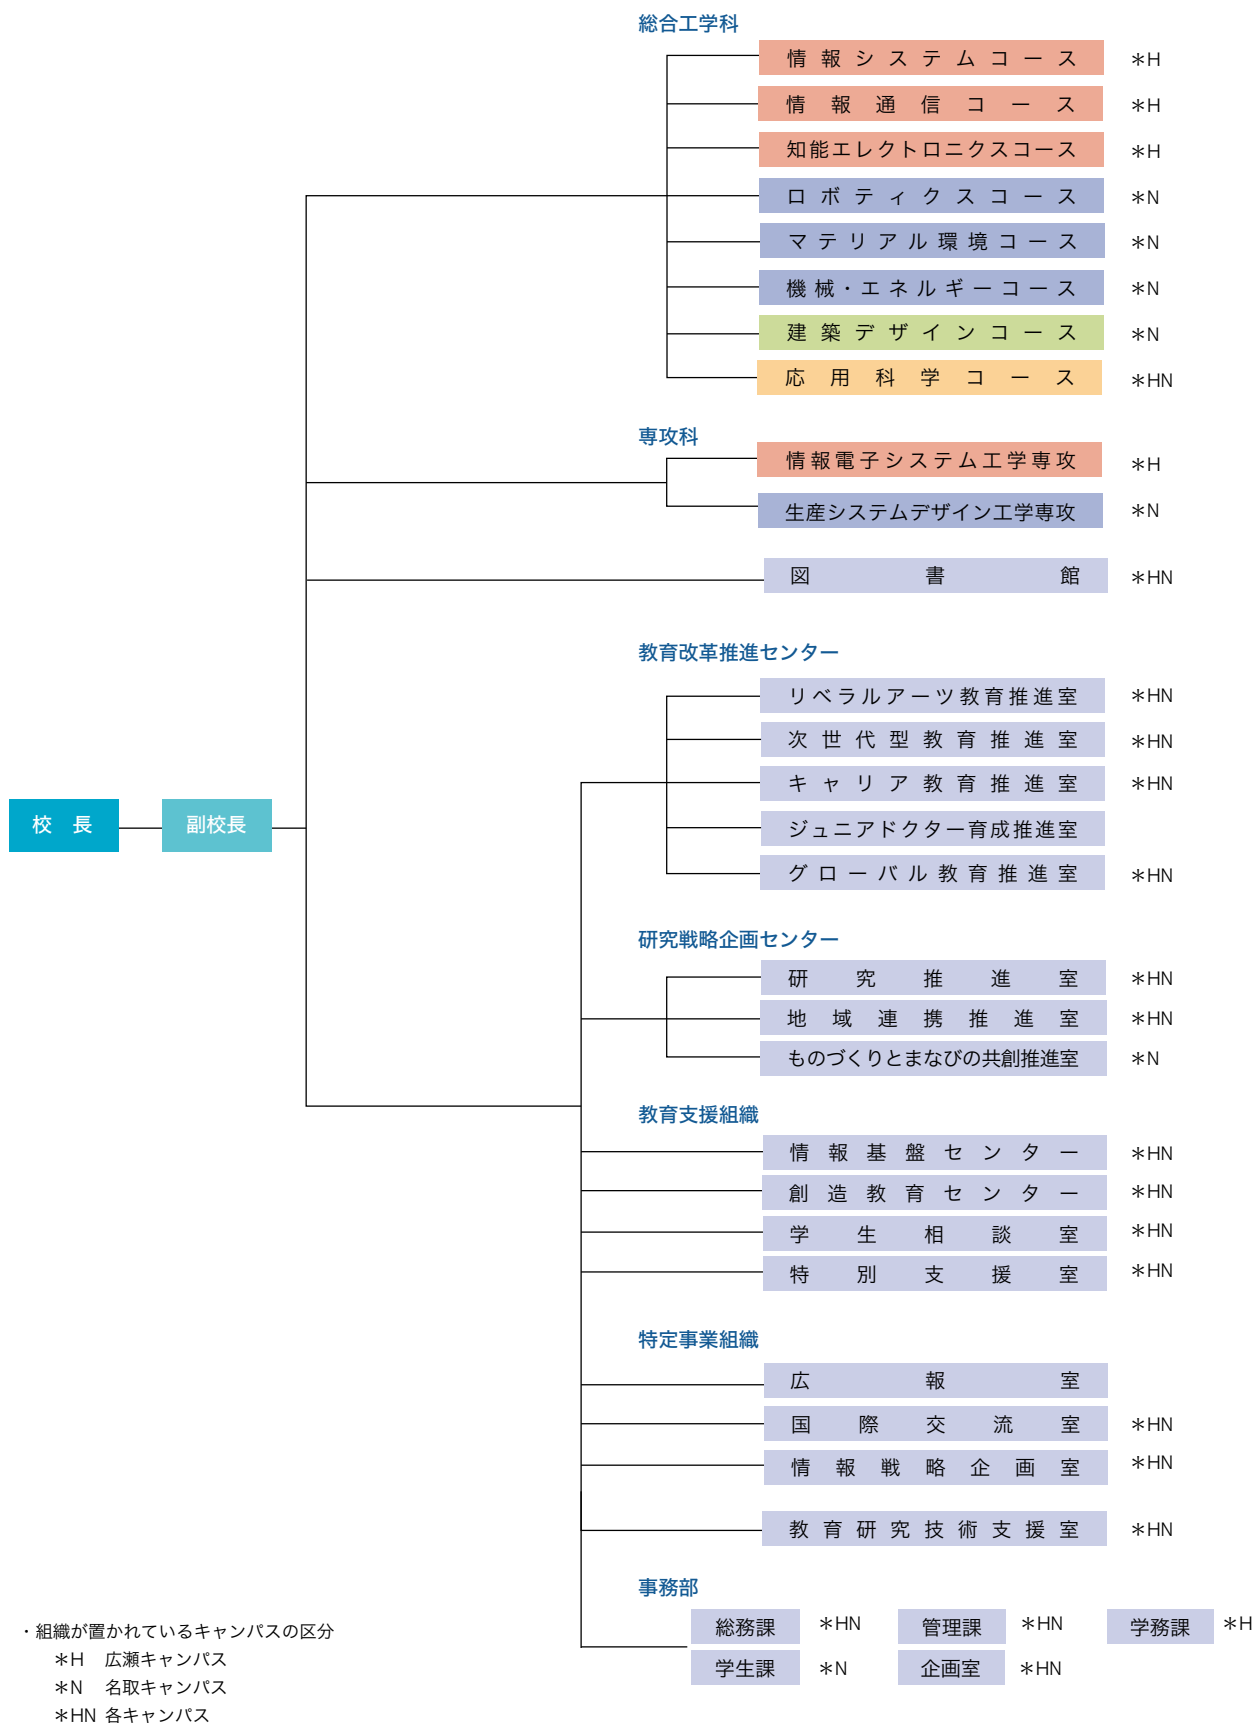 総合工学科
情報システムコース ＊H
情報通信コース ＊H
知能エレクトロニクスコース ＊H
ロボティクスコース ＊N
マテリアル環境コース ＊N
機械・エネルギーコース ＊N
建築デザインコース ＊N
応用科学コース ＊HN
専攻科
情報電子システム工学専攻 ＊H
生産システムデザイン工学専攻 ＊N
図書館 ＊HN
教育改革推進センター
リベラルアーツ教育推進室 ＊HN
次世代型教育推進室 ＊HN
キャリア教育推進室 ＊HN
校長 副校長 ジュニアドクター育成推進室
グローバル教育推進室 ＊HN
研究戦略企画センター
研究推進室 ＊HN
地域連携推進室 ＊HN
ものづくりとまなびの共創推進室 ＊N
教育支援組織
情報基盤センター ＊HN
創造教育センター ＊HN
学生相談室 ＊HN
特別支援室 ＊HN
特定事業組織
広報室
国際交流室 ＊HN
情報戦略企画室 ＊HN
教育研究技術支援室 ＊HN
事務部
総務課 ＊HN 管理課 ＊HN 学務課 ＊H
学生課 ＊N 企画室 ＊HN
・組織が置かれているキャンパスの区分
＊H 広瀬キャンパス
＊N 名取キャンパス
＊HN 各キャンパス